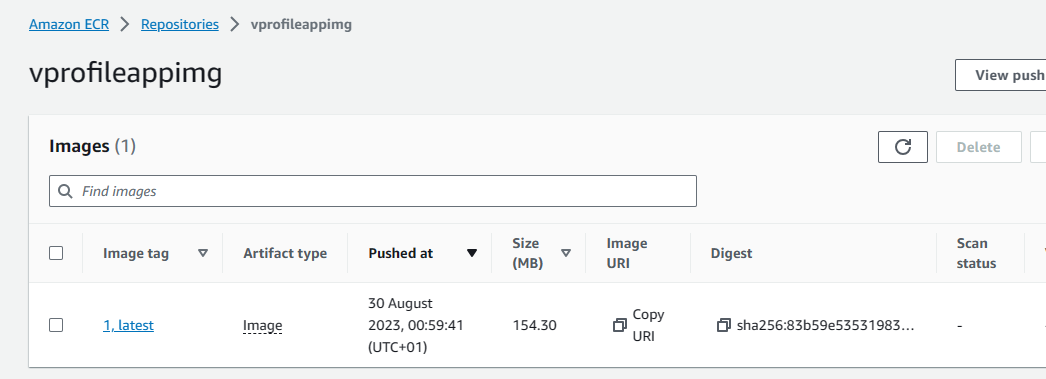 Amazon ECR > Repositories > vprofileappimg
vprofileappimg
View push
Images (1)
Delete
Find images
Image tag
Artifact type
Pushed at
Size
(MB)
Image
URI
Digest
Scan
status
1, latest
Image
30 August
2023, 00:59:41
(UTC+01)
154.30
Copy
URI
sha256:83b59e53531983...
-